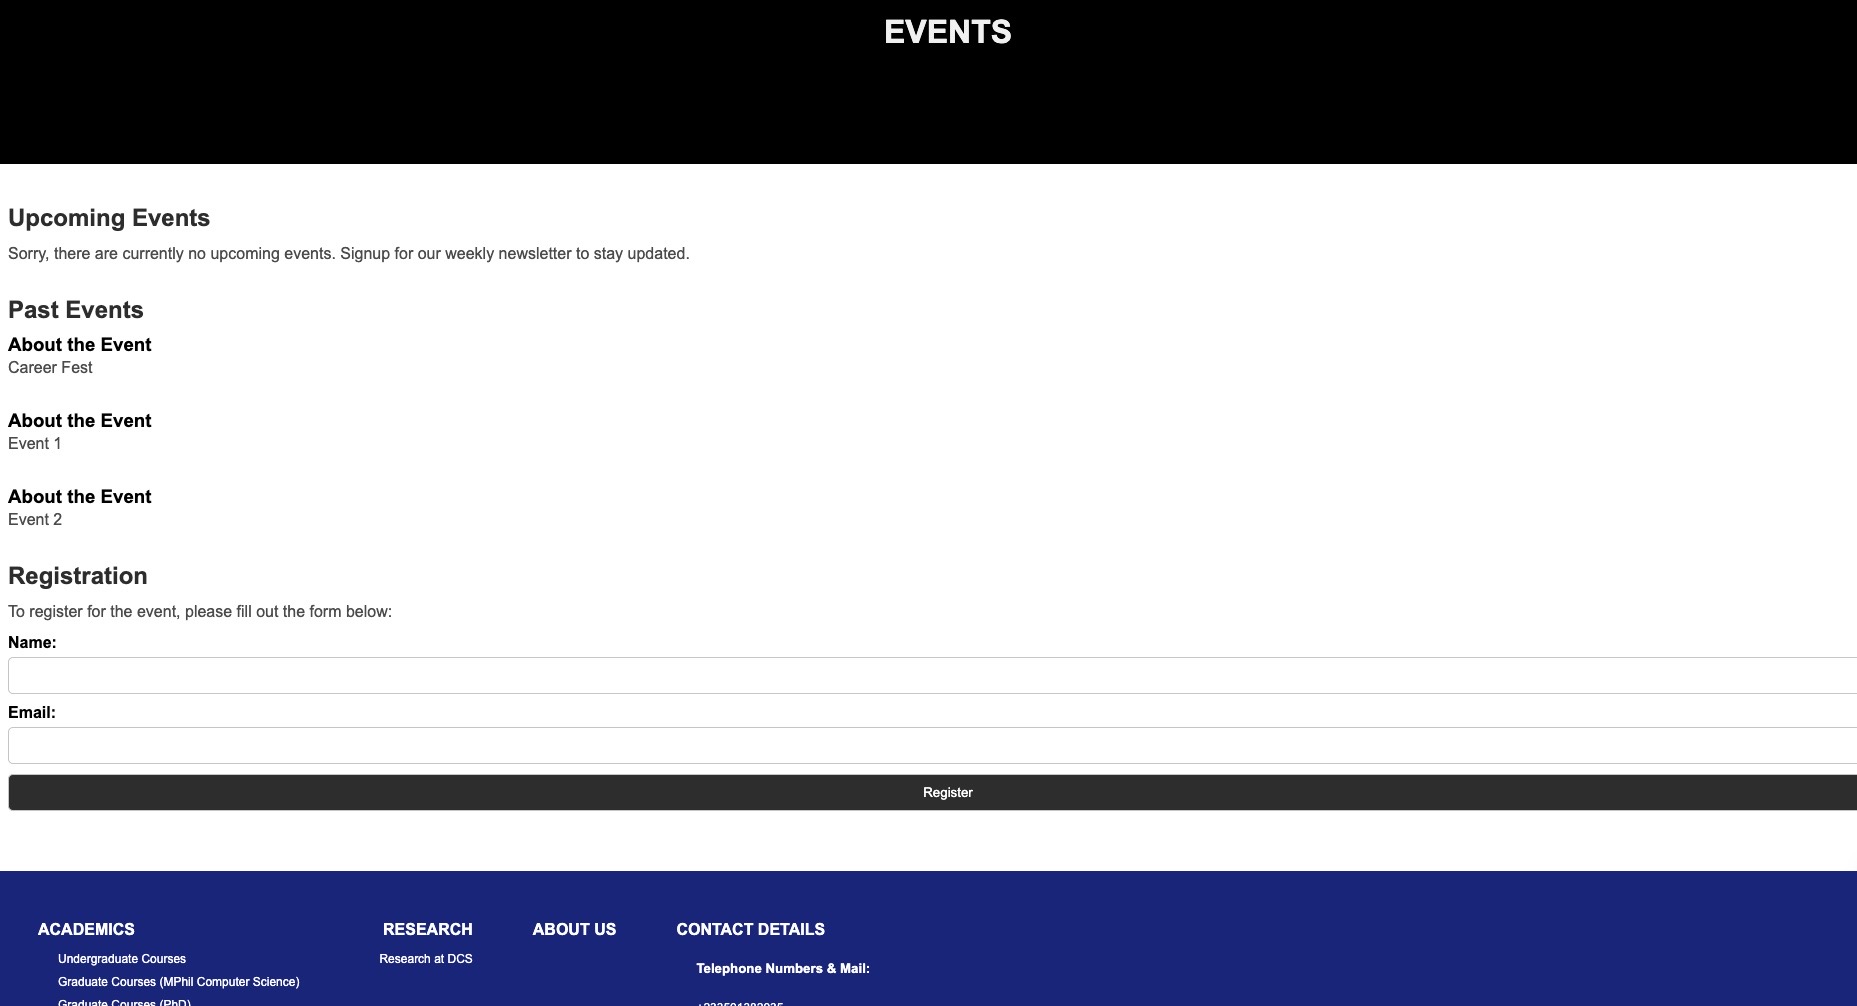 EVENTS
Upcoming Events
Sorry, there are currently no upcoming events. Signup for our weekly newsletter to stay updated.
Past Events
About the Event
Career Fest
About the Event
Event 1
About the Event
Event 2
Registration
To register for the event, please fill out the form below:
Name:
Email:
Register
ACADEMICS
Undergraduate Courses
Graduate Courses (MPhil Computer Science)
Graduate Courses (PhD)
RESEARCH
Research at DCS
ABOUT US
CONTACT DETAILS
Telephone Numbers & Mail: